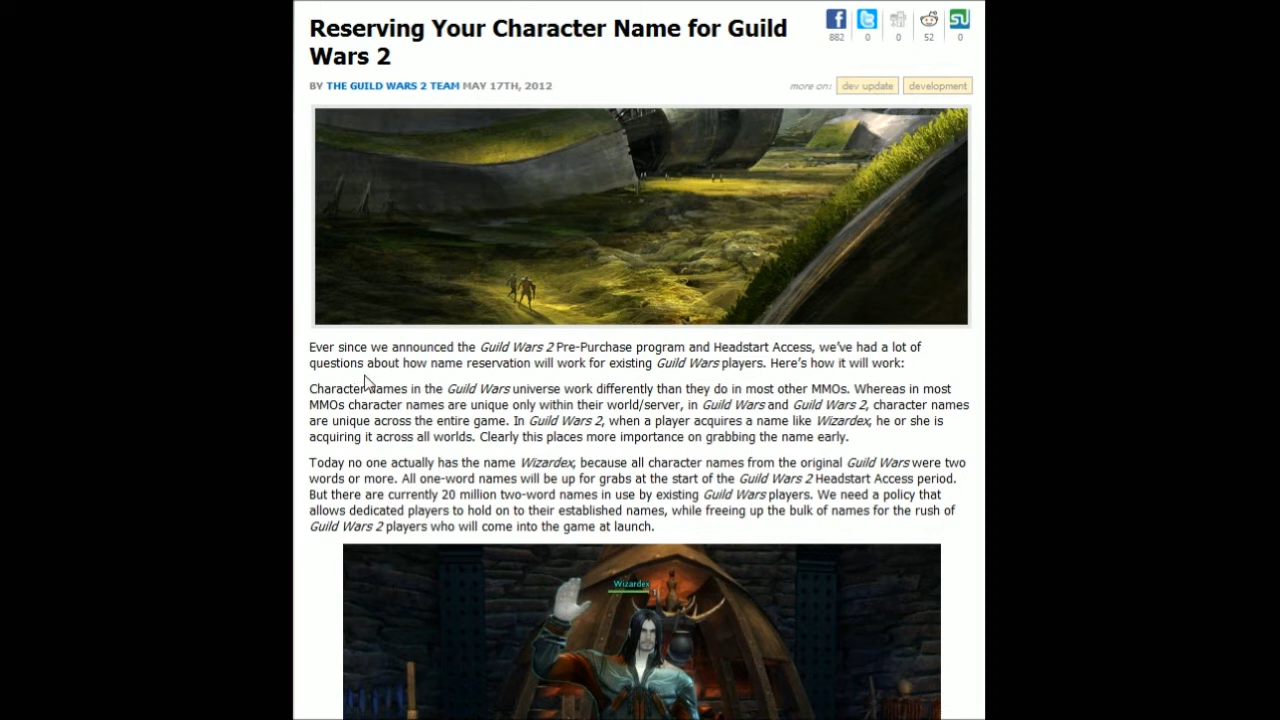 Reserving Your Character Name for Guild
Wars 2
882 0 0 52 0
BY THE GUILD WARS 2 TEAM MAY 17TH, 2012
more on: dev update development
Ever since we announced the Guild Wars 2 Pre-Purchase program and Headstart Access, we've had a lot of
questions about how name reservation will work for existing Guild Wars players. Here's how it will work:
Character names in the Guild Wars universe work differently than they do in most other MMOs. Whereas in most
MMOs character names are unique only within their world/server, in Guild Wars and Guild Wars 2, character names
are unique across the entire game. In Guild Wars 2, when a player acquires a name like Wizardex, he or she is
acquiring it across all worlds. Clearly this places more importance on grabbing the name early.
Today no one actually has the name Wizardex, because all character names from the original Guild Wars were two
words or more. All one-word names will be up for grabs at the start of the Guild Wars 2 Headstart Access period.
But there are currently 20 million two-word names in use by existing Guild Wars players. We need a policy that
allows dedicated players to hold on to their established names, while freeing up the bulk of names for the rush of
Guild Wars 2 players who will come into the game at launch.
Wizardex